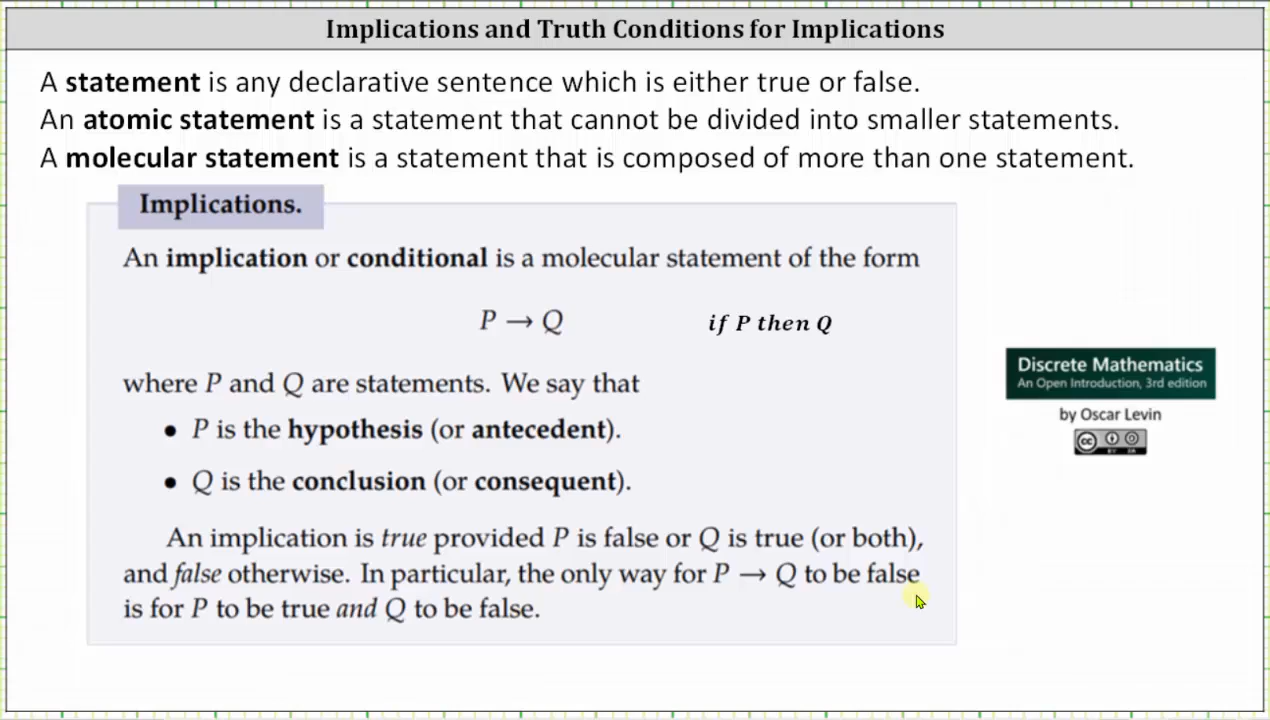 Implications and Truth Conditions for Implications
A statement is any declarative sentence which is either true or false.
An atomic statement is a statement that cannot be divided into smaller statements.
A molecular statement is a statement that is composed of more than one statement.
Implications.
An implication or conditional is a molecular statement of the form
P → Q if P then Q
where P and Q are statements. We say that
• P is the hypothesis (or antecedent).
• Q is the conclusion (or consequent).
An implication is true provided P is false or Q is true (or both),
and false otherwise. In particular, the only way for P → Q to be false
is for P to be true and Q to be false.
Discrete Mathematics
An Open Introduction, 3rd edition
by Oscar Levin
cc
BY SA